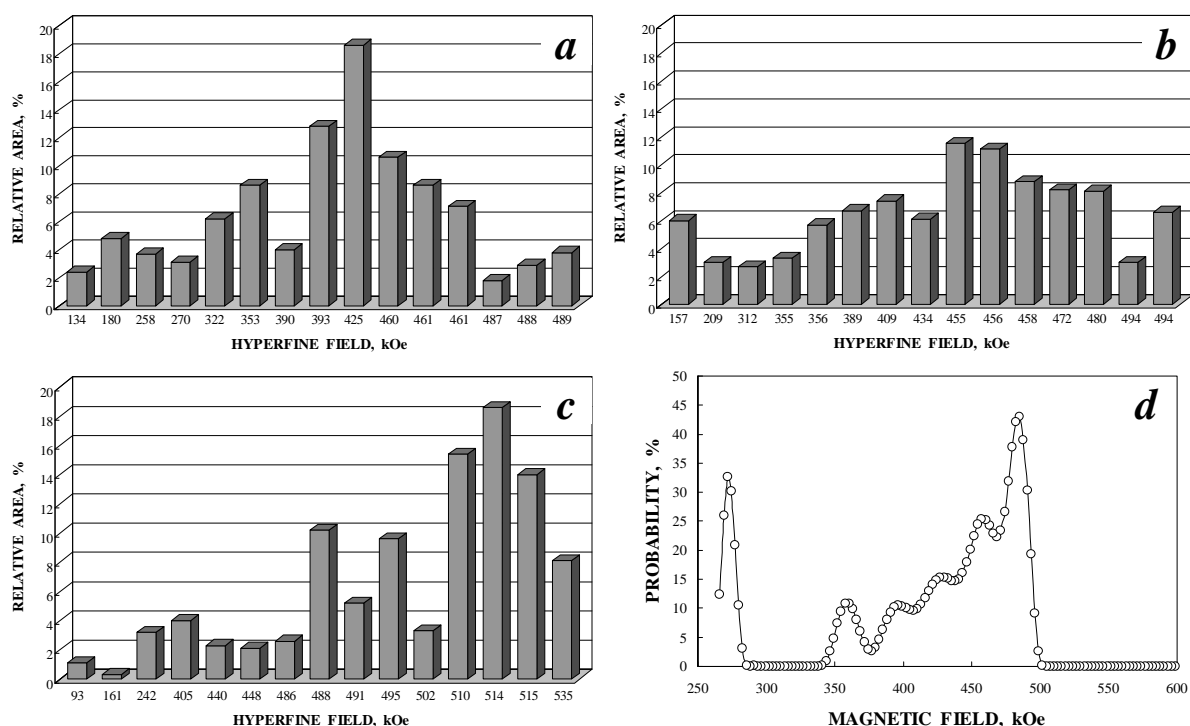 a
RELATIVE AREA, %
20
18
16
14
12
10
8
6
4
2
0
134 180 258 270 322 353 390 393 425 460 461 461 487 488 489
HYPERFINE FIELD, kOe
b
RELATIVE AREA, %
20
18
16
14
12
10
8
6
4
2
0
157 209 312 355 356 389 409 434 455 456 458 472 480 494 494
HYPERFINE FIELD, kOe
c
RELATIVE AREA, %
20
18
16
14
12
10
8
6
4
2
0
93 161 242 405 440 448 486 488 491 495 502 510 514 515 535
HYPERFINE FIELD, kOe
d
PROBABILITY, %
50
45
40
35
30
25
20
15
10
5
0
250 300 350 400 450 500 550 600
MAGNETIC FIELD, kOe